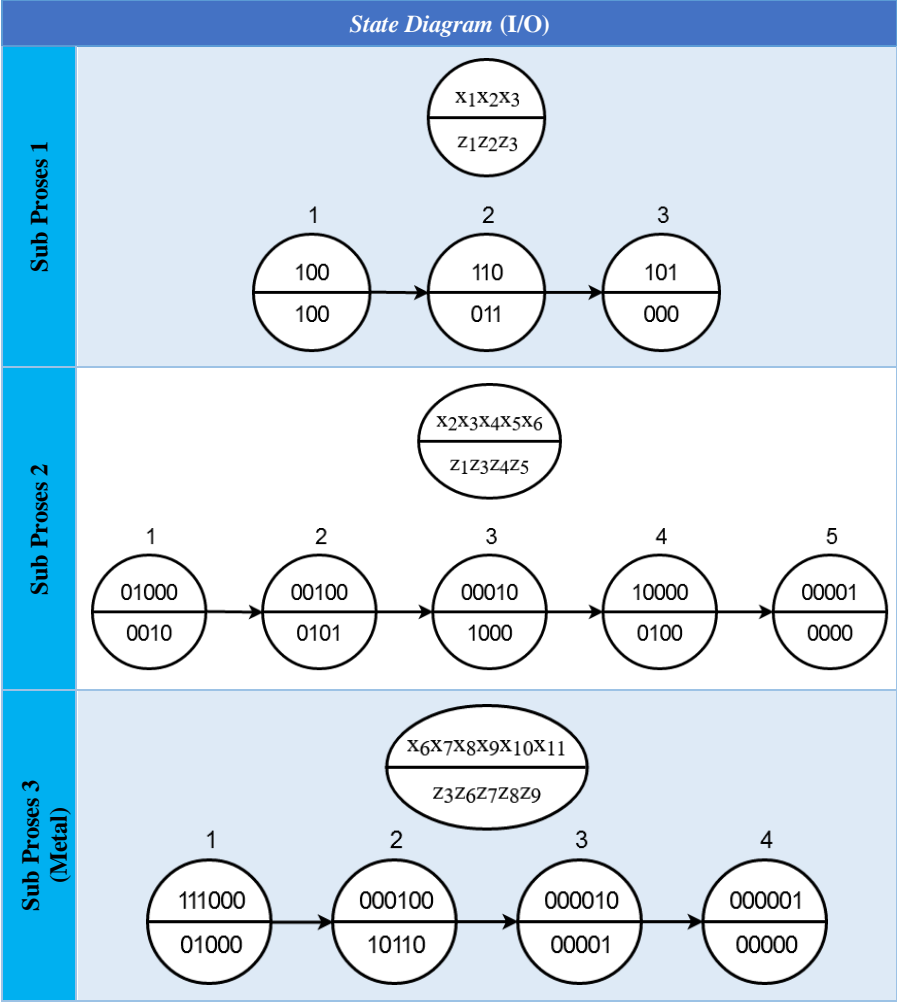 State Diagram (I/O)
Sub Proses 1
x1x2x3
z1z2z3
1 2 3
100 110 101
100 011 000
Sub Proses 2
x2x3x4x5x6
z1z3z4z5
1 2 3 4 5
01000 00100 00010 10000 00001
0010 0101 1000 0100 0000
Sub Proses 3
(Metal)
x6x7x8x9x10x11
z3z6z7z8z9
1 2 3 4
111000 000100 000010 000001
01000 10110 00001 00000